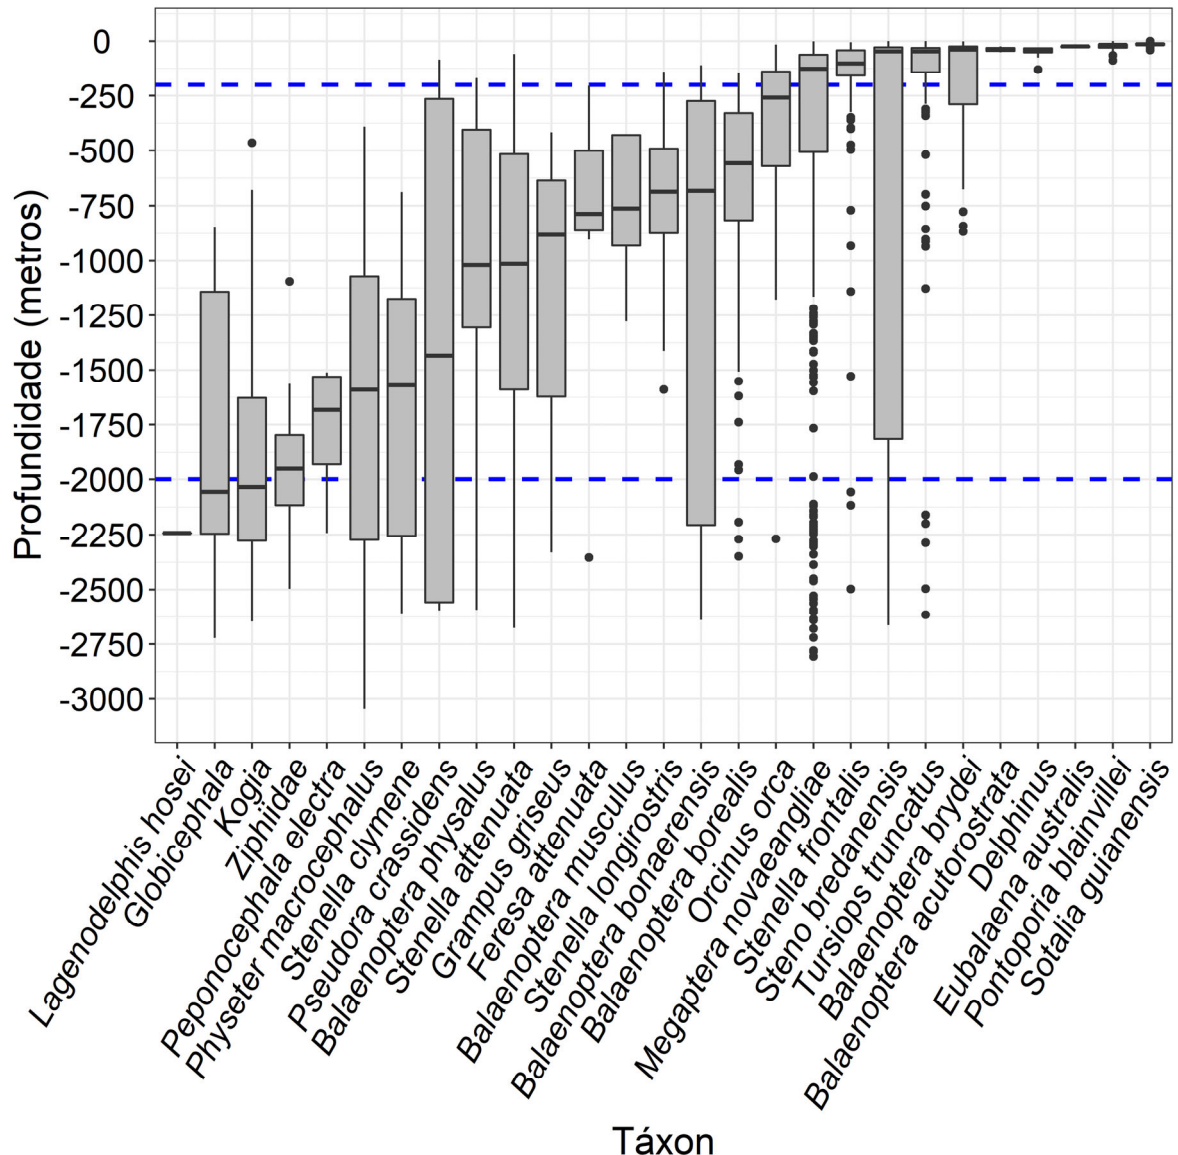 Profundidade (metros)
0
-250
-500
-750
-1000
-1250
-1500
-1750
-2000
-2250
-2500
-2750
-3000
Lagenodelphis hosei
Globicephala
Kogia
Ziphiidae
Peponocephala electra
Physeter macrocephalus
Stenella clymene
Pseudorca crassidens
Balaenoptera physalus
Stenella attenuata
Grampus griseus
Feresa attenuata
Balaenoptera musculus
Stenella longirostris
Balaenoptera bonaerensis
Balaenoptera borealis
Orcinus orca
Megaptera novaeangliae
Stenella frontalis
Steno bredanensis
Tursiops truncatus
Balaenoptera brydei
Balaenoptera acutorostrata
Delphinus
Eubalaena australis
Pontoporia blainvillei
Sotalia guianensis
Táxon